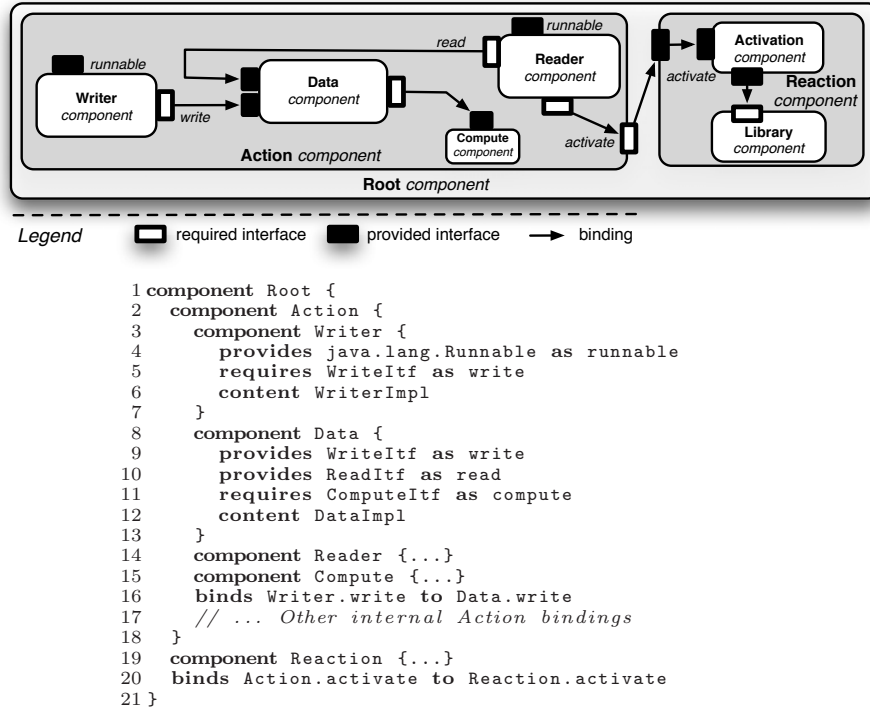 runnable
Writer
component
write
read
Data
component
runnable
Reader
component
Compute
component
activate
Action component
activate
Activation
component
Reaction
component
Library
component
Root component
Legend
required interface
provided interface
binding
1 component Root {
2 component Action {
3 component Writer {
4 provides java.lang.Runnable as runnable
5 requires WriteItf as write
6 content WriterImpl
7 }
8 component Data {
9 provides WriteItf as write
10 provides ReadItf as read
11 requires ComputeItf as compute
12 content DataImpl
13 }
14 component Reader {...}
15 component Compute {...}
16 binds Writer.write to Data.write
17 // ... Other internal Action bindings
18 }
19 component Reaction {...}
20 binds Action.activate to Reaction.activate
21 }